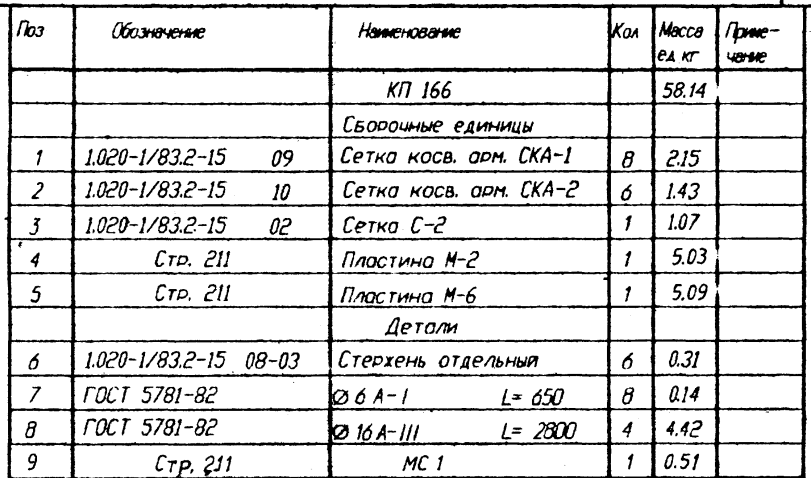 Поз Обозначение Наименование Кол Масса ед кг Приме-чание
КП 166 58.14
Сборочные единицы
1 1.020-1/83.2-15 09 Сетка косв. арм. СКА-1 8 2.15
2 1.020-1/83.2-15 10 Сетка косв. арм. СКА-2 6 1.43
3 1.020-1/83.2-15 02 Сетка С-2 1 1.07
4 Стр. 211 Пластина М-2 1 5.03
5 Стр. 211 Пластина М-6 1 5.09
Детали
6 1.020-1/83.2-15 08-03 Стержень отдельный 6 0.31
7 ГОСТ 5781-82 ∅ 6 А-I L= 650 8 0.14
8 ГОСТ 5781-82 ∅ 16 А-III L= 2800 4 4.42
9 Стр. 211 МС 1 1 0.51